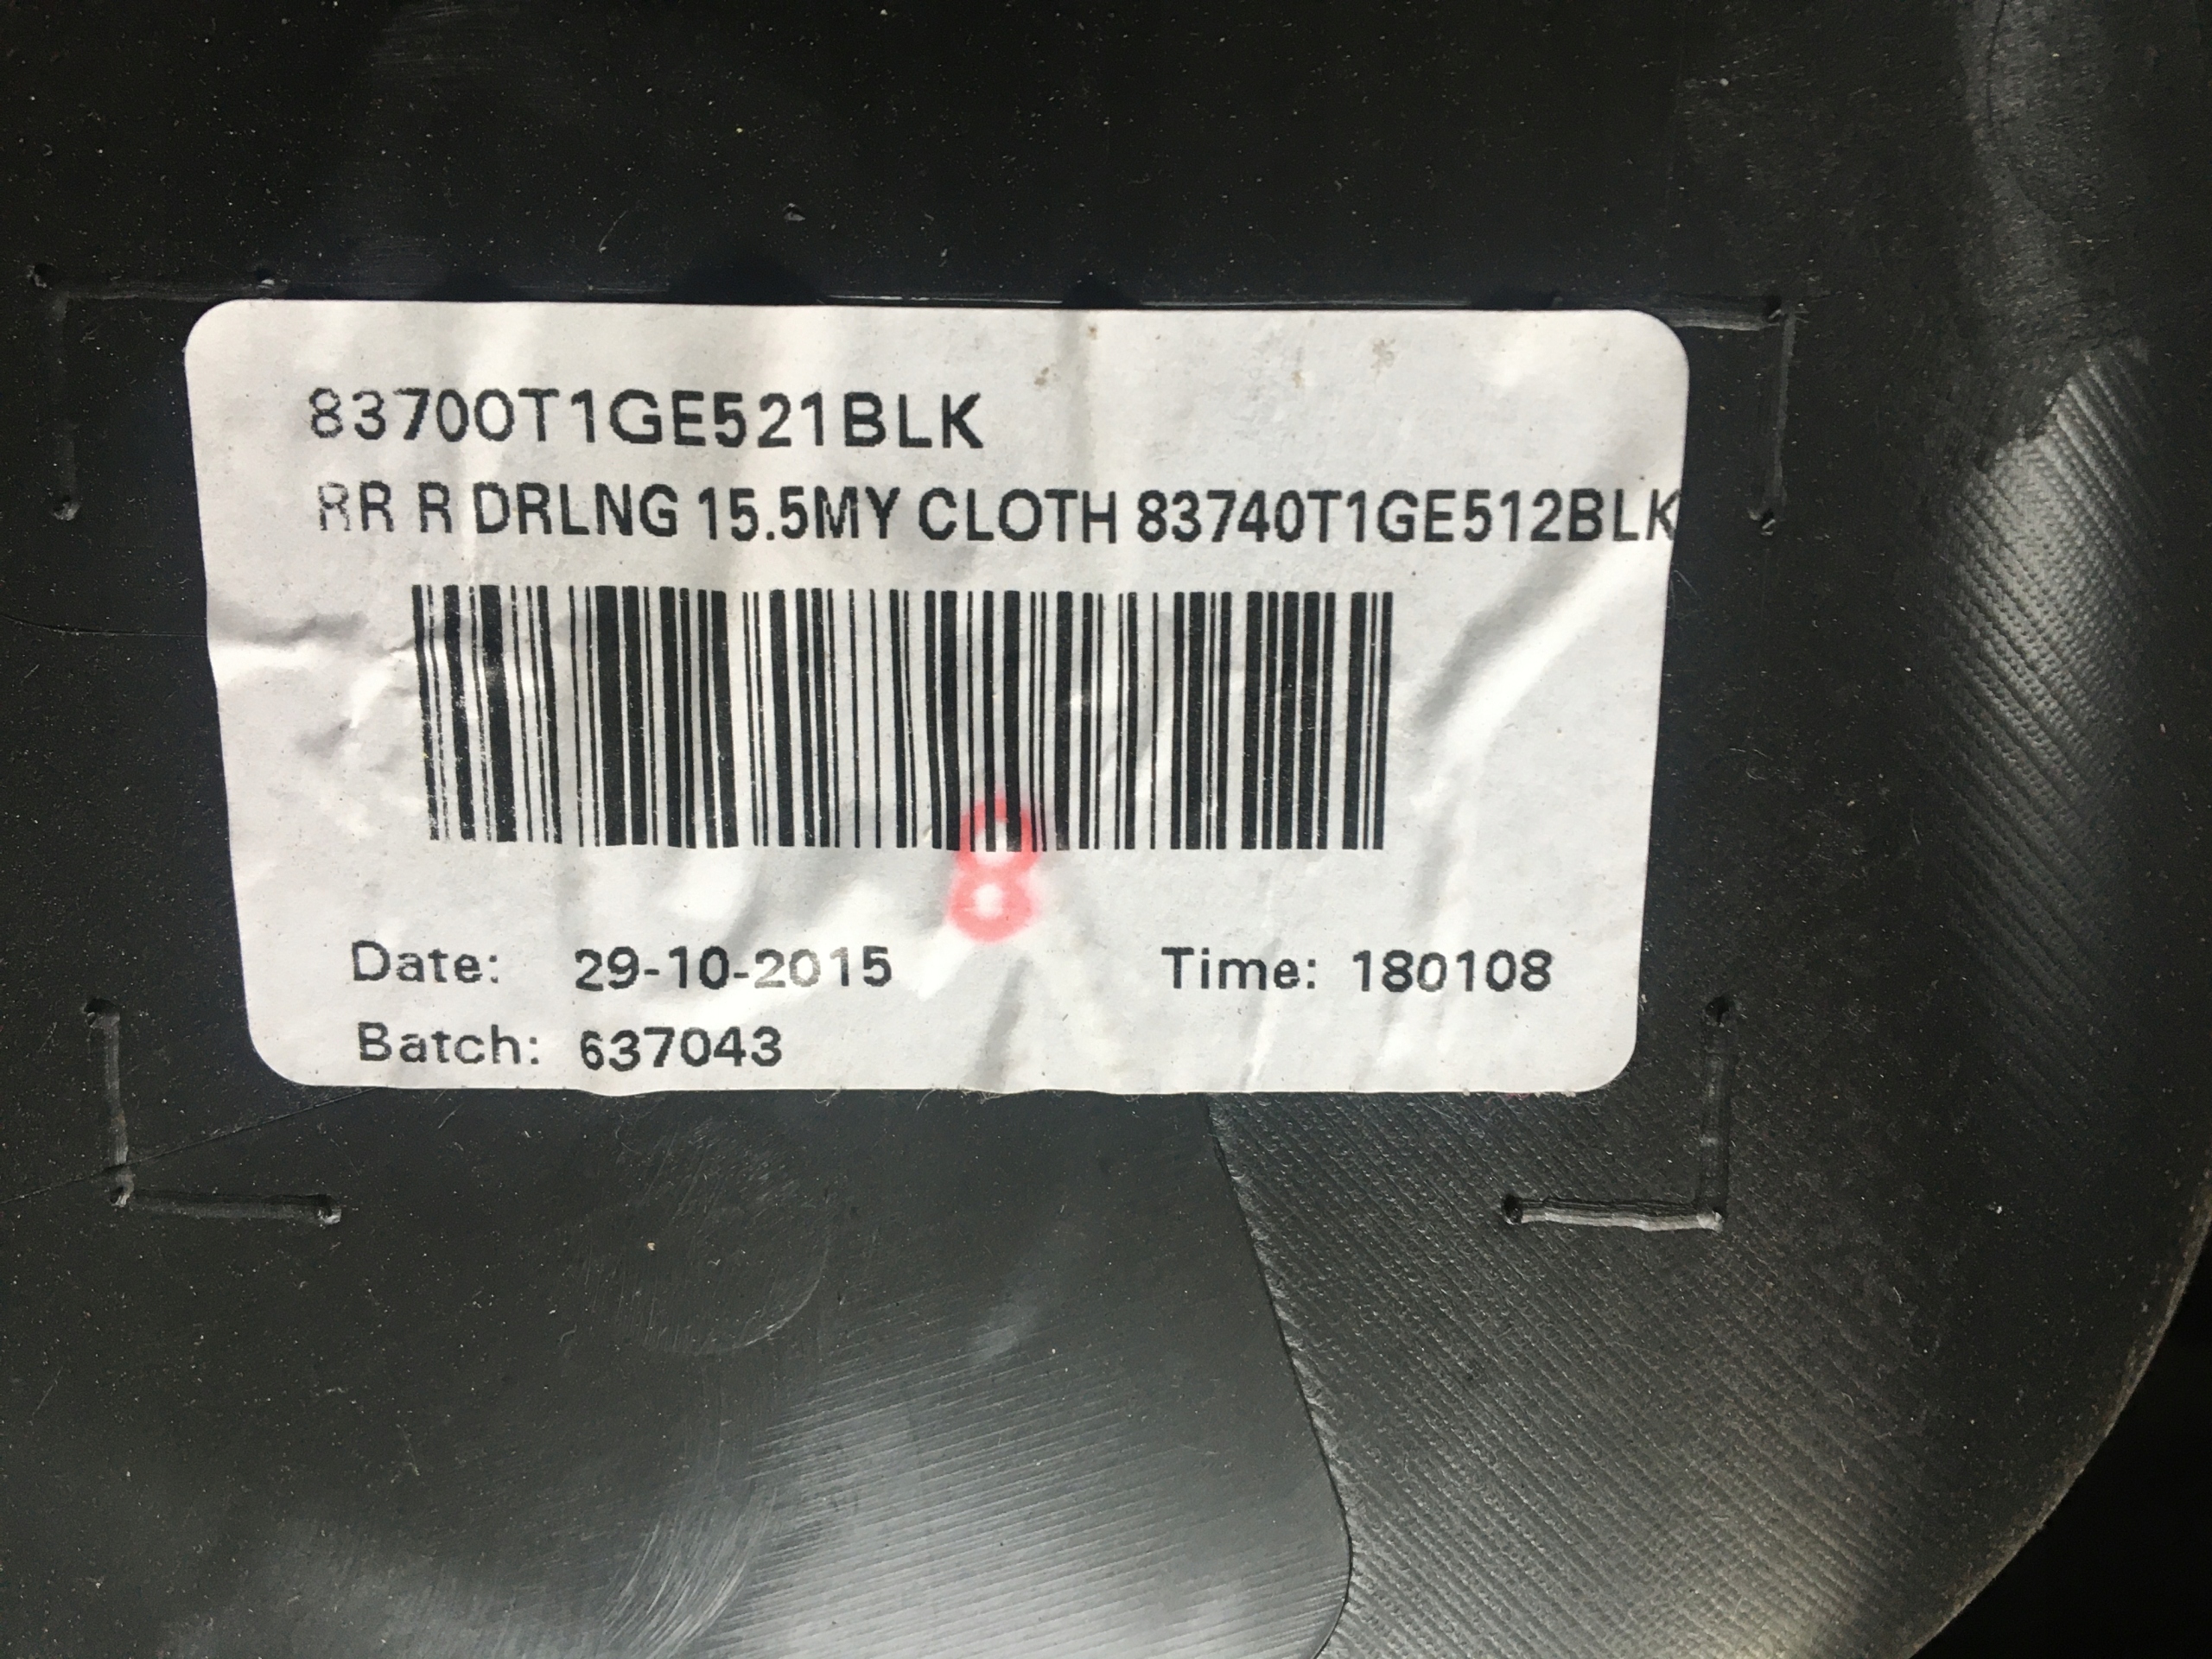 83700T1GE521BLK
RR R DRLNG 15.5MY CLOTH 83740T1GE512BLK
8
Date: 29-10-2015 Time: 180108
Batch: 637043